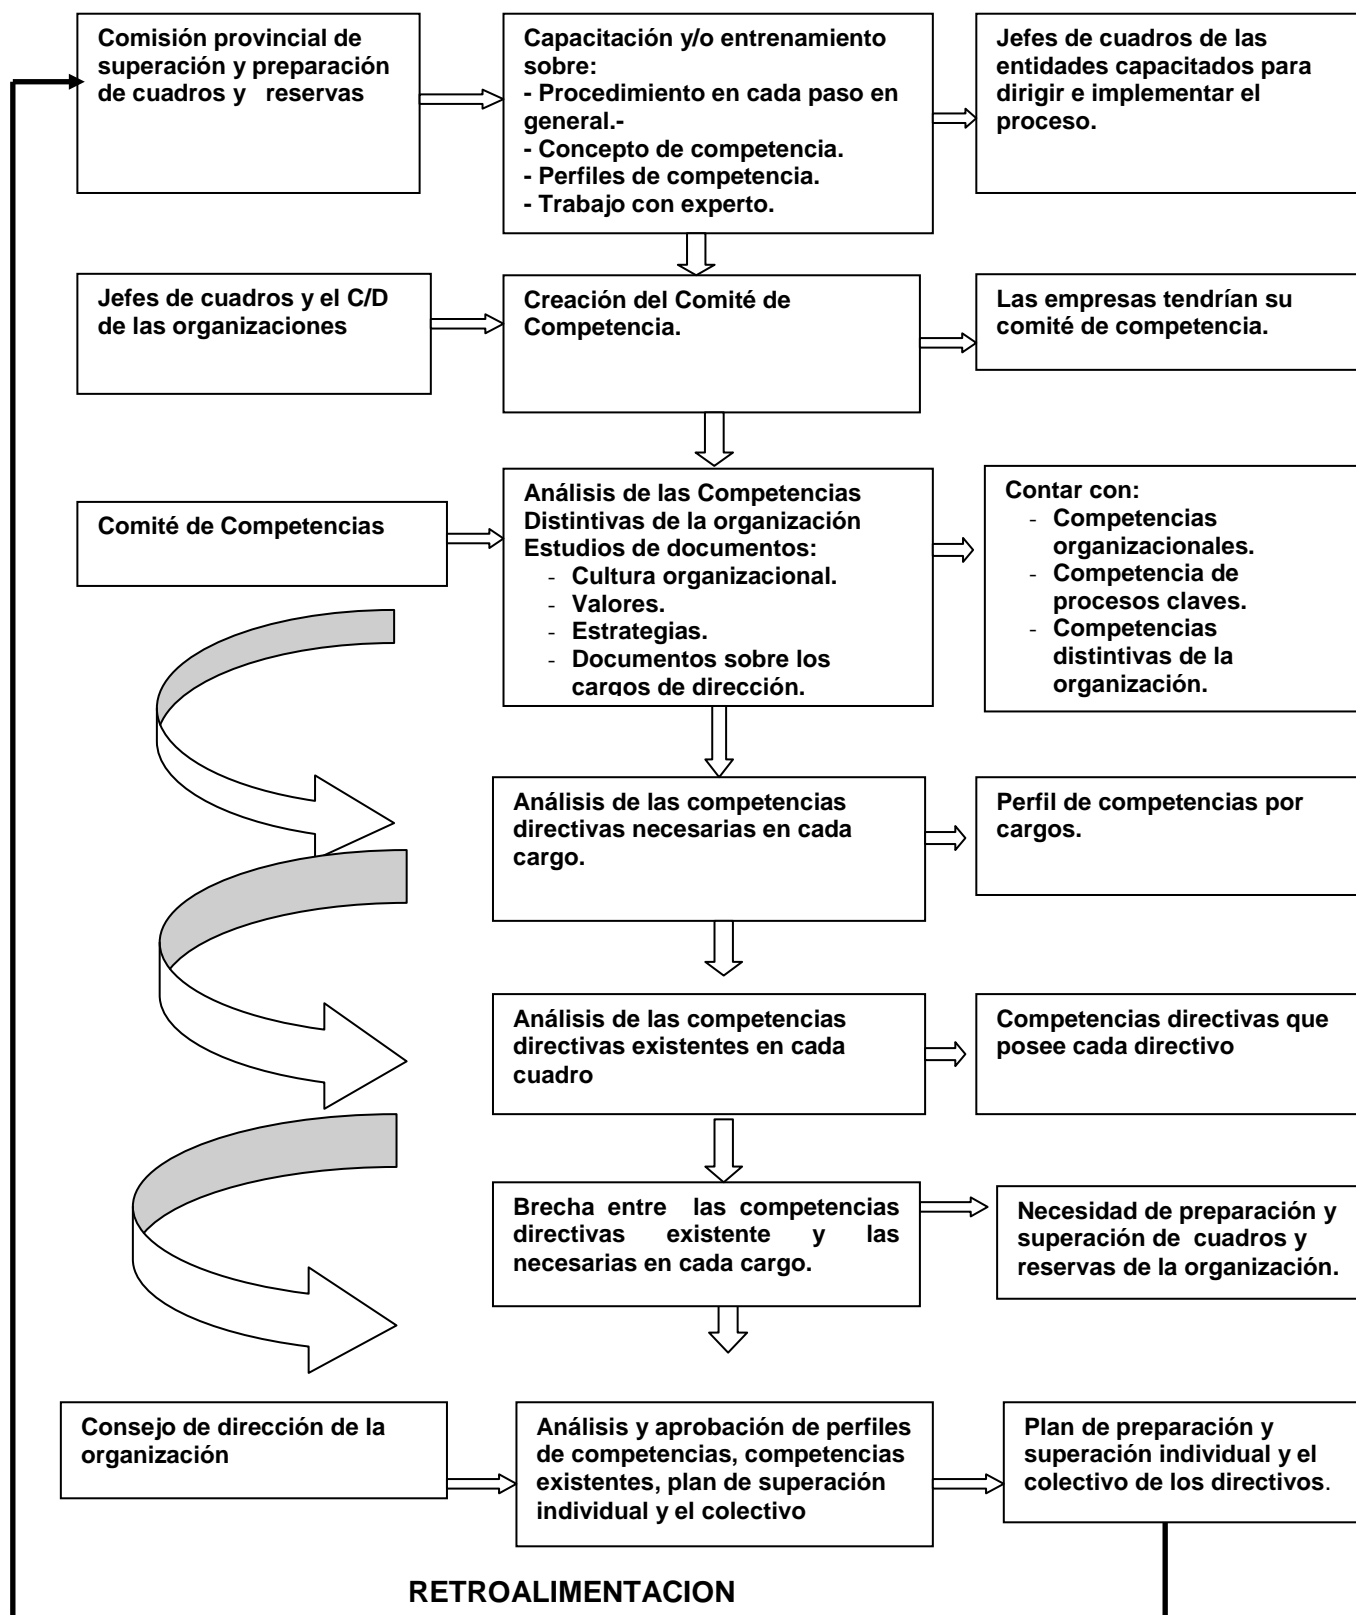 Comisión provincial de
superación y preparación
de cuadros y reservas
Capacitación y/o entrenamiento
sobre:
- Procedimiento en cada paso en
general.-
- Concepto de competencia.
- Perfiles de competencia.
- Trabajo con experto.
Jefes de cuadros de las
entidades capacitados para
dirigir e implementar el
proceso.
Jefes de cuadros y el C/D
de las organizaciones
Creación del Comité de
Competencia.
Las empresas tendrían su
comité de competencia.
Comité de Competencias
Análisis de las Competencias
Distintivas de la organización
Estudios de documentos:
- Cultura organizacional.
- Valores.
- Estrategias.
- Documentos sobre los
cargos de dirección.
Contar con:
- Competencias
organizacionales.
- Competencia de
procesos claves.
- Competencias
distintivas de la
organización.
Análisis de las competencias
directivas necesarias en cada
cargo.
Perfil de competencias por
cargos.
Análisis de las competencias
directivas existentes en cada
cuadro
Competencias directivas que
posee cada directivo
Brecha entre las competencias
directivas existente y las
necesarias en cada cargo.
Necesidad de preparación y
superación de cuadros y
reservas de la organización.
Consejo de dirección de la
organización
Análisis y aprobación de perfiles
de competencias, competencias
existentes, plan de superación
individual y el colectivo
Plan de preparación y
superación individual y el
colectivo de los directivos.
RETROALIMENTACION